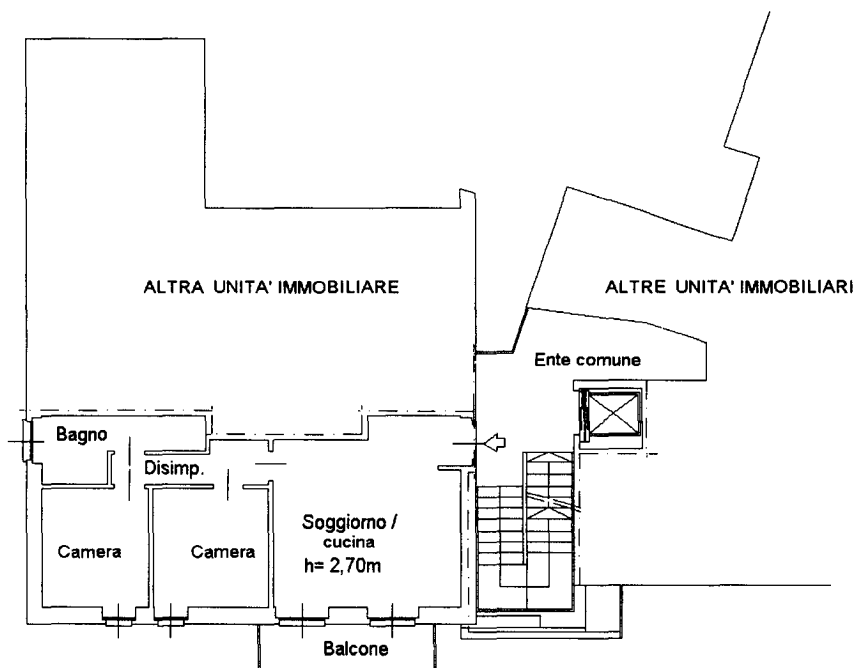 ALTRA UNITA' IMMOBILIARE
ALTRE UNITA' IMMOBILIARI
Ente comune
Bagno
Disimp.
Camera
Camera
Soggiorno /
cucina
h= 2,70m
Balcone